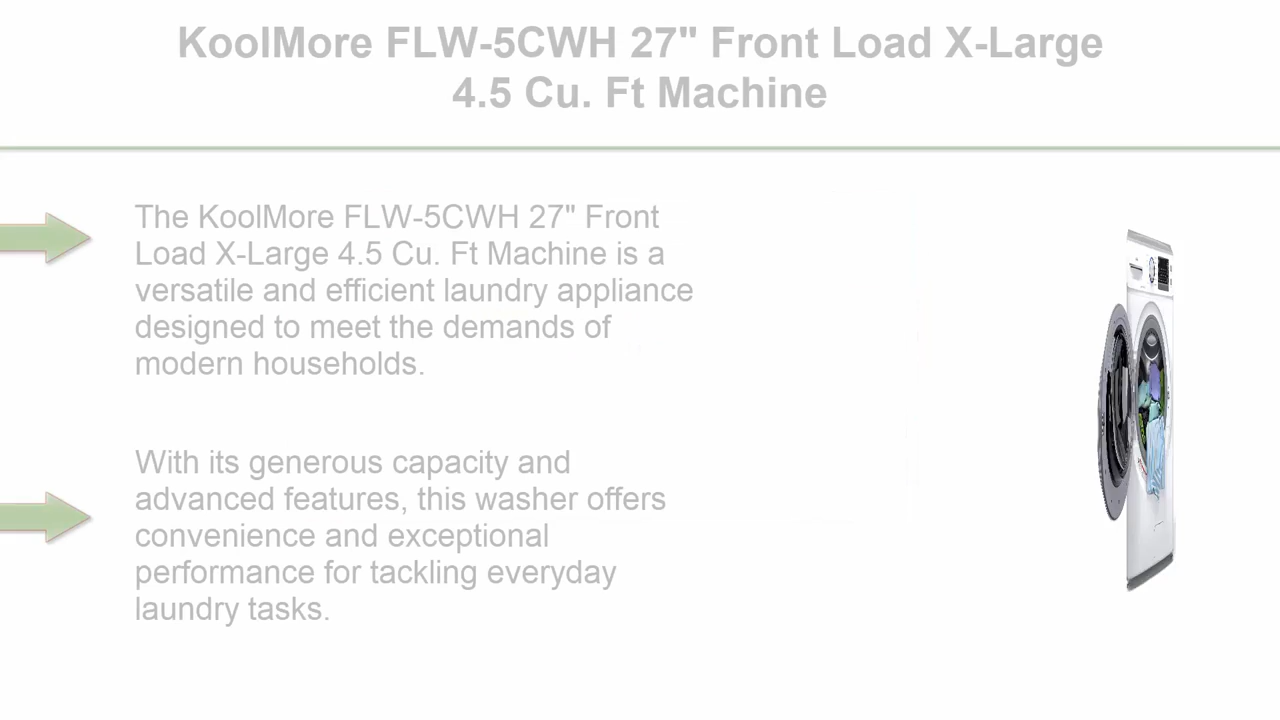 KoolMore FLW-5CWH 27" Front Load X-Large
4.5 Cu. Ft Machine
The KoolMore FLW-5CWH 27" Front
Load X-Large 4.5 Cu. Ft Machine is a
versatile and efficient laundry appliance
designed to meet the demands of
modern households.
With its generous capacity and
advanced features, this washer offers
convenience and exceptional
performance for tackling everyday
laundry tasks.